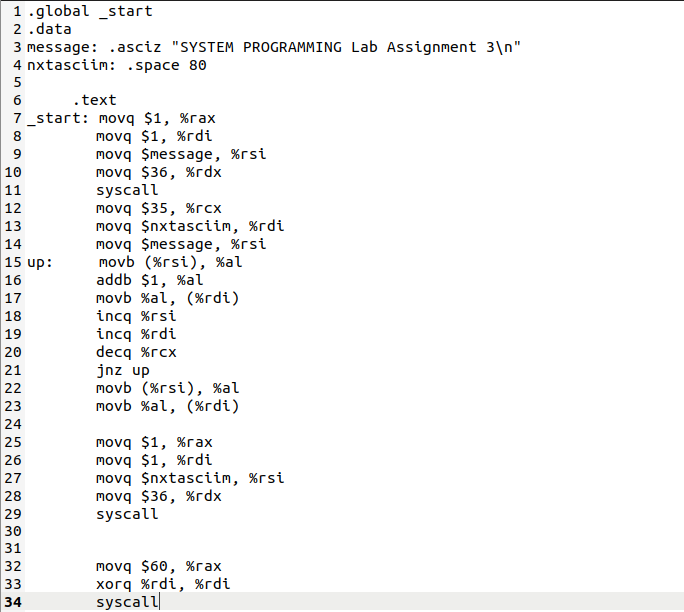 1 .global _start
2 .data
3 message: .asciz "SYSTEM PROGRAMMING Lab Assignment 3\n"
4 nxtasciim: .space 80
5
6      .text
7 _start: movq $1, %rax
8         movq $1, %rdi
9         movq $message, %rsi
10        movq $36, %rdx
11        syscall
12        movq $35, %rcx
13        movq $nxtasciim, %rdi
14        movq $message, %rsi
15 up:     movb (%rsi), %al
16        addb $1, %al
17        movb %al, (%rdi)
18        incq %rsi
19        incq %rdi
20        decq %rcx
21        jnz up
22        movb (%rsi), %al
23        movb %al, (%rdi)
24
25        movq $1, %rax
26        movq $1, %rdi
27        movq $nxtasciim, %rsi
28        movq $36, %rdx
29        syscall
30
31
32        movq $60, %rax
33        xorq %rdi, %rdi
34        syscall